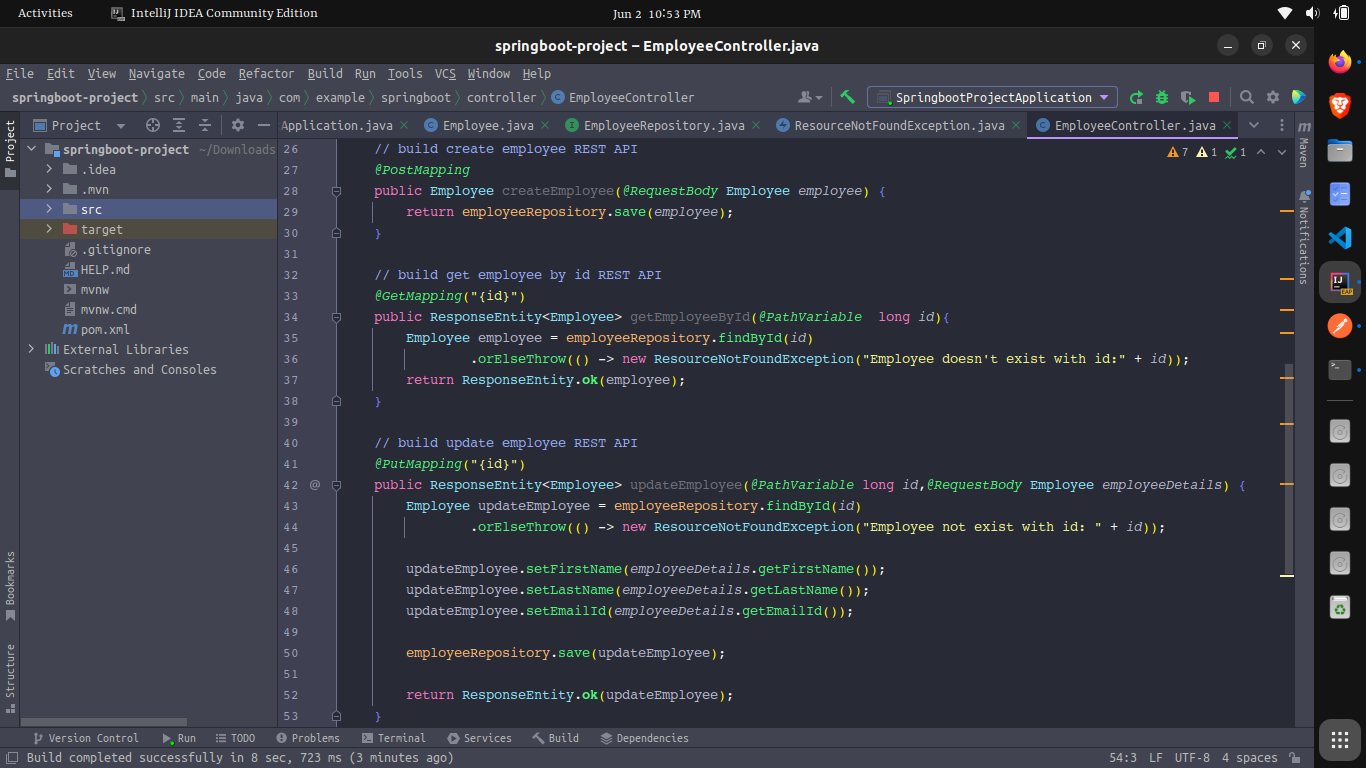 Activities IntelliJ IDEA Community Edition Jun 2 10:53 PM
springboot-project – EmployeeController.java
File Edit View Navigate Code Refactor Build Run Tools VCS Window Help
springboot-project src main java com example springboot controller EmployeeController SpringbootProjectApplication
Project Application.java Employee.java EmployeeRepository.java ResourceNotFoundException.java EmployeeController.java
Project
Bookmarks
Structure
springboot-project ~/Downloads
.idea
.mvn
src
target
.gitignore
HELP.md
mvnw
mvnw.cmd
pom.xml
External Libraries
Scratches and Consoles
7 1 1
26 // build create employee REST API
27 @PostMapping
28 public Employee createEmployee(@RequestBody Employee employee) {
29 return employeeRepository.save(employee);
30 }
31
32 // build get employee by id REST API
33 @GetMapping("{id}")
34 public ResponseEntity<Employee> getEmployeeById(@PathVariable  long id){
35 Employee employee = employeeRepository.findById(id)
36 .orElseThrow(() -> new ResourceNotFoundException("Employee doesn't exist with id:" + id));
37 return ResponseEntity.ok(employee);
38 }
39
40 // build update employee REST API
41 @PutMapping("{id}")
42 @ public ResponseEntity<Employee> updateEmployee(@PathVariable long id,@RequestBody Employee employeeDetails) {
43 Employee updateEmployee = employeeRepository.findById(id)
44 .orElseThrow(() -> new ResourceNotFoundException("Employee not exist with id: " + id));
45
46 updateEmployee.setFirstName(employeeDetails.getFirstName());
47 updateEmployee.setLastName(employeeDetails.getLastName());
48 updateEmployee.setEmailId(employeeDetails.getEmailId());
49
50 employeeRepository.save(updateEmployee);
51
52 return ResponseEntity.ok(updateEmployee);
53 }
m Maven
Notifications
Version Control Run TODO Problems Terminal Services Build Dependencies
Build completed successfully in 8 sec, 723 ms (3 minutes ago) 54:3 LF UTF-8 4 spaces